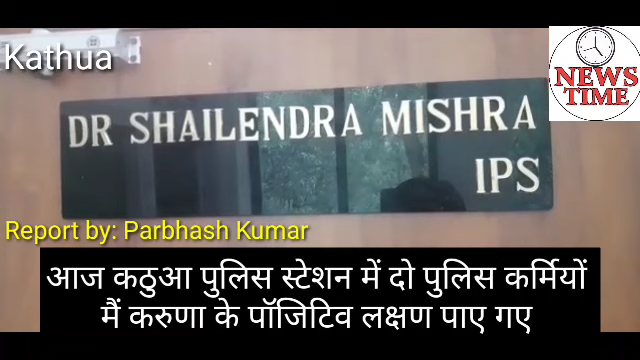 Kathua
NEWS
TIME
DR SHAILENDRA MISHRA
IPS
Report by: Parbhash Kumar
आज कठुआ पुलिस स्टेशन में दो पुलिस कर्मियों
मैं करुणा के पॉजिटिव लक्षण पाए गए